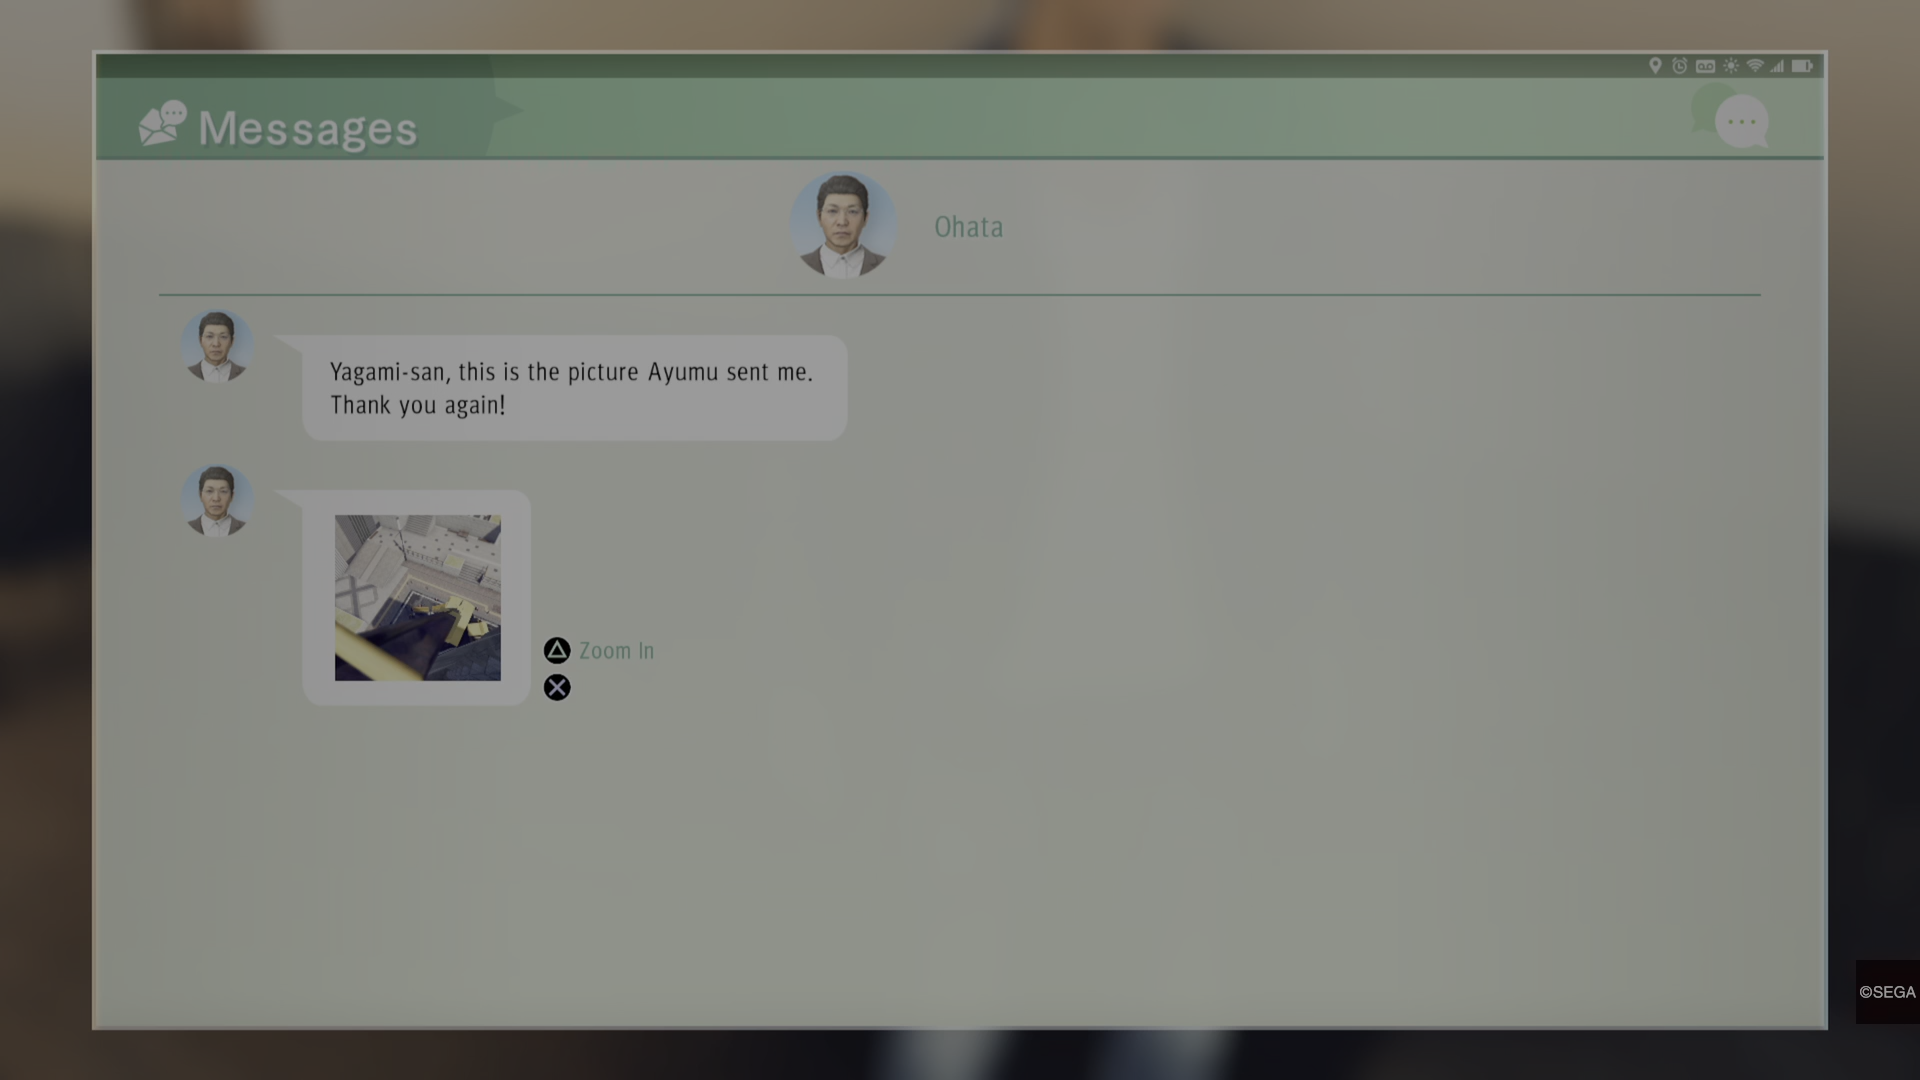 Messages
Ohata
Yagami-san, this is the picture Ayumu sent me.
Thank you again!
Zoom In
©SEGA